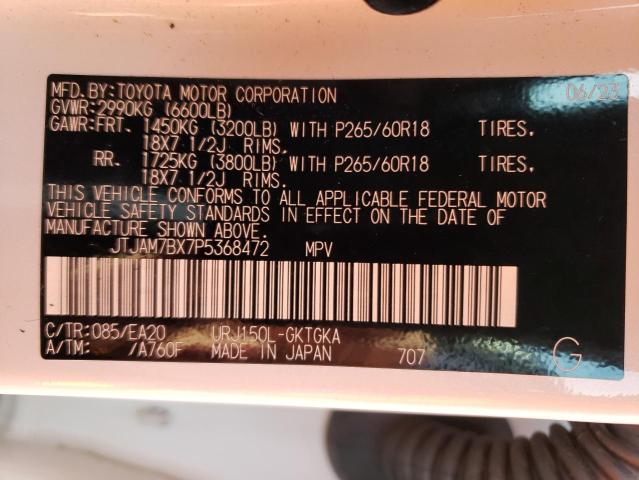 MFD.BY:TOYOTA MOTOR CORPORATION 06/23
GVWR:2990KG (6600LB)
GAWR:FRT. 1450KG (3200LB) WITH P265/60R18 TIRES.
18X7 1/2J RIMS.
RR. 1725KG (3800LB) WITH P265/60R18 TIRES.
18X7 1/2J RIMS.
THIS VEHICLE CONFORMS TO ALL APPLICABLE FEDERAL MOTOR
VEHICLE SAFETY STANDARDS IN EFFECT ON THE DATE OF
MANUFACTURE SHOWN ABOVE.
JTJAM7BX7P5368472 MPV
C/TR:085/EA20 URJ150L-GKTGKA
A/TM: /A760F MADE IN JAPAN 707 G